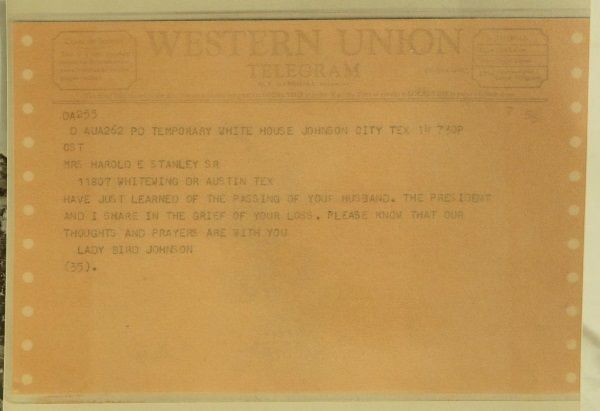 WESTERN UNION
TELEGRAM
DA255
D AUA262 PD TEMPORARY WHITE HOUSE JOHNSON CITY TEX 14 730P
CST
MRS HAROLD E STANLEY SR
11807 WHITEWING DR AUSTIN TEX
HAVE JUST LEARNED OF THE PASSING OF YOUR HUSBAND. THE PRESIDENT
AND I SHARE IN THE GRIEF OF YOUR LOSS. PLEASE KNOW THAT OUR
THOUGHTS AND PRAYERS ARE WITH YOU
LADY BIRD JOHNSON
(35).